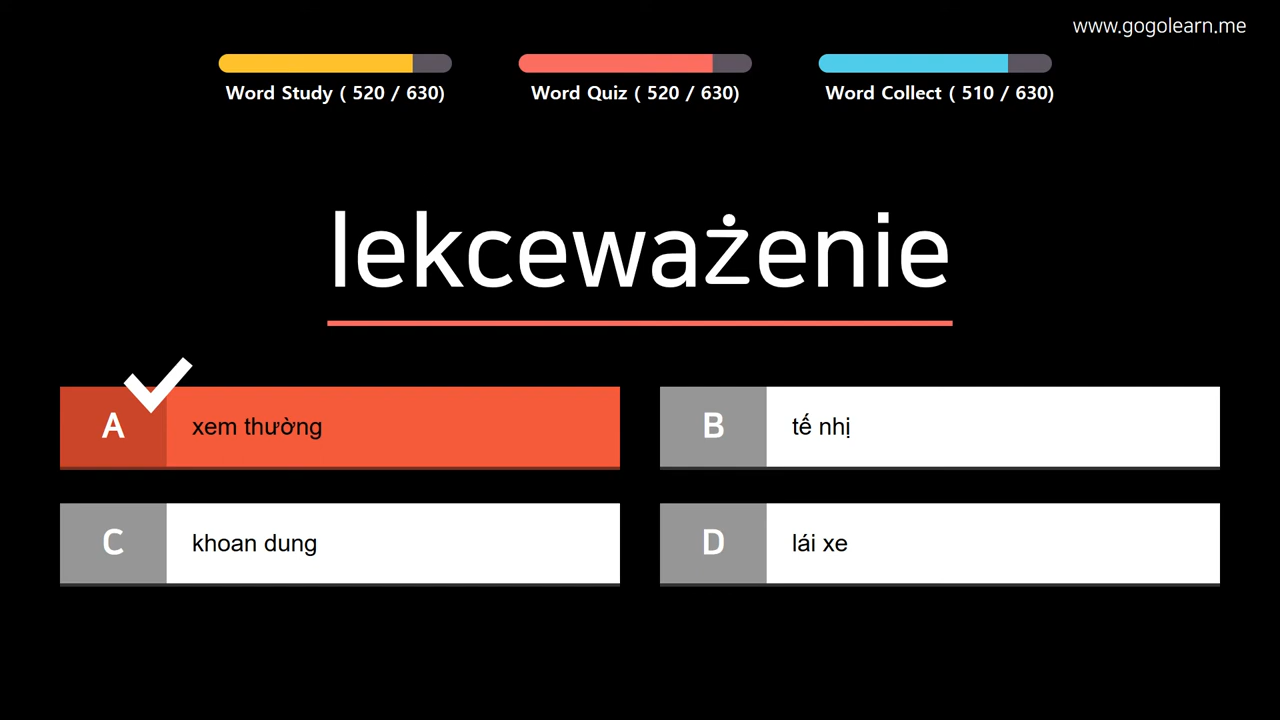 www.gogolearn.me
Word Study ( 520 / 630)
Word Quiz ( 520 / 630)
Word Collect ( 510 / 630)
lekceważenie
A xem thường
B tế nhị
C khoan dung
D lái xe